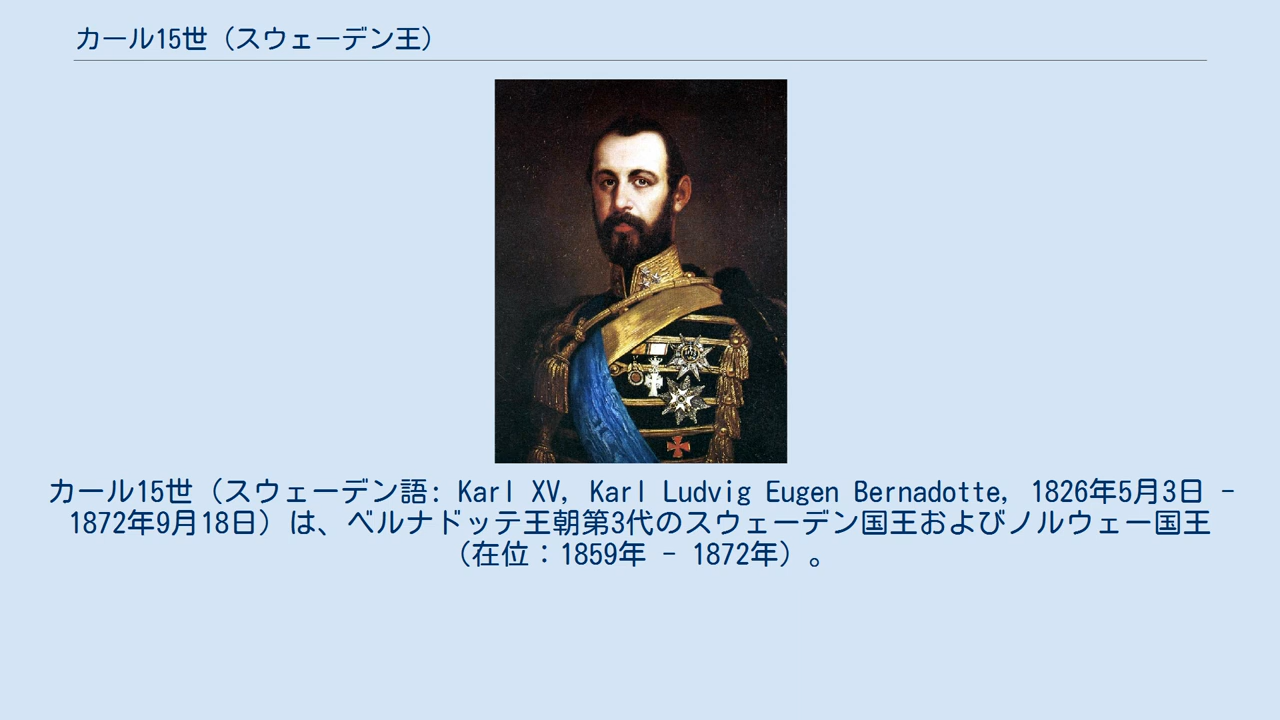 カール15世（スウェーデン王）
カール15世（スウェーデン語: Karl XV, Karl Ludvig Eugen Bernadotte, 1826年5月3日 -
1872年9月18日）は、ベルナドッテ王朝第3代のスウェーデン国王およびノルウェー国王
（在位：1859年 - 1872年）。